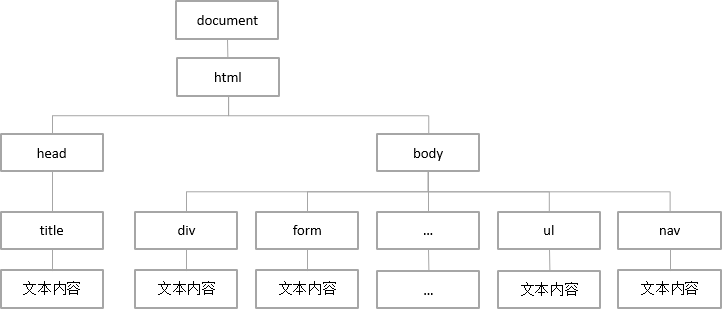 document
html
head
body
title
div
form
...
ul
nav
文本内容
文本内容
文本内容
...
文本内容
文本内容